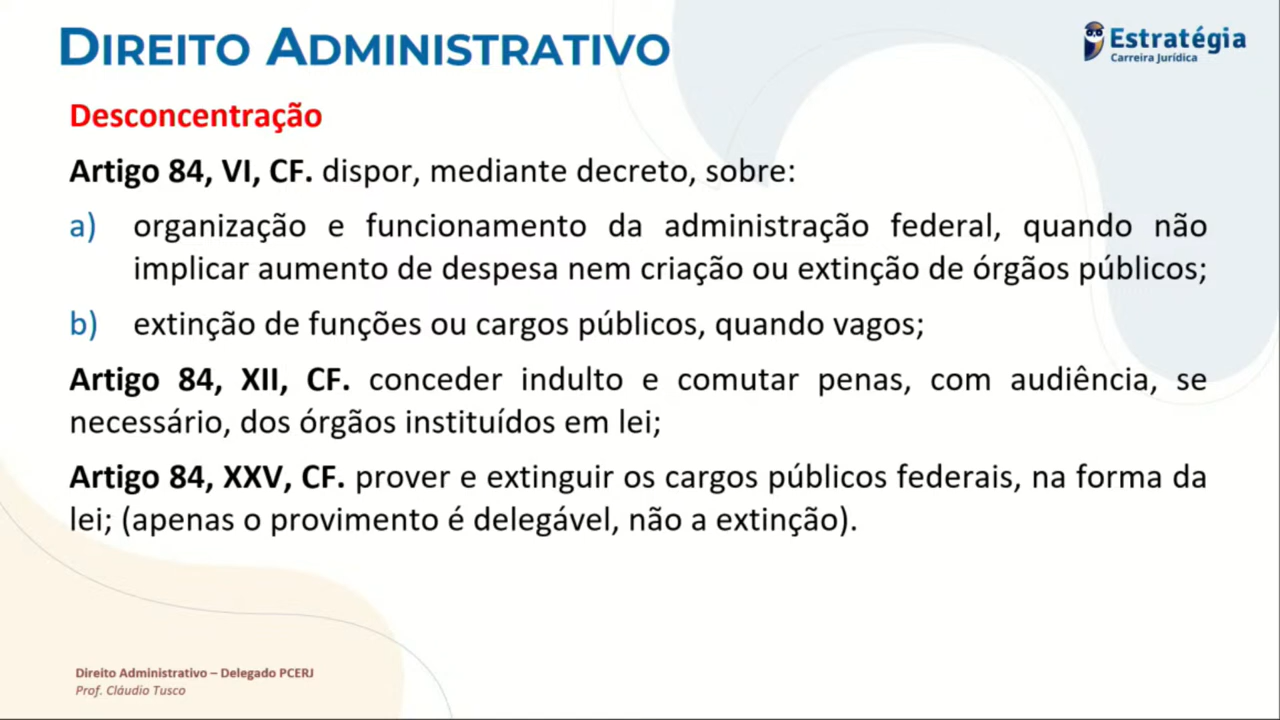 DIREITO ADMINISTRATIVO
Estratégia
Carreira Jurídica
Desconcentração
Artigo 84, VI, CF. dispor, mediante decreto, sobre:
a) organização e funcionamento da administração federal, quando não
implicar aumento de despesa nem criação ou extinção de órgãos públicos;
b) extinção de funções ou cargos públicos, quando vagos;
Artigo 84, XII, CF. conceder indulto e comutar penas, com audiência, se
necessário, dos órgãos instituídos em lei;
Artigo 84, XXV, CF. prover e extinguir os cargos públicos federais, na forma da
lei; (apenas o provimento é delegável, não a extinção).
Direito Administrativo – Delegado PCERJ
Prof. Cláudio Tusco